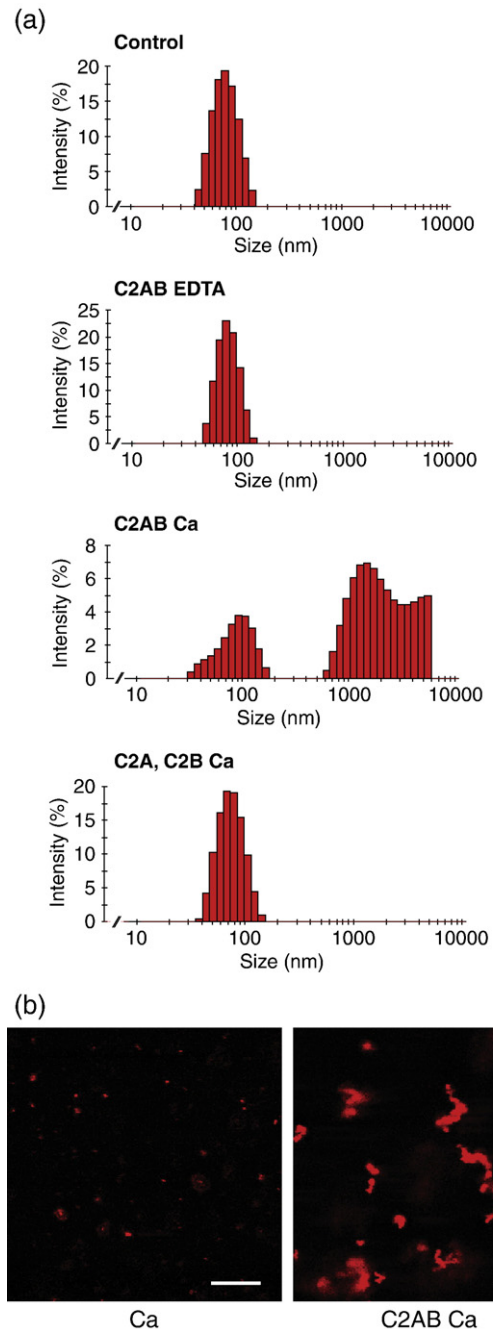 (a)
Control
20
15
10
5
0
Intensity (%)
10 100 1000 10000
Size (nm)
C2AB EDTA
25
20
15
10
5
0
Intensity (%)
10 100 1000 10000
Size (nm)
C2AB Ca
8
6
4
2
0
Intensity (%)
10 100 1000 10000
Size (nm)
C2A, C2B Ca
20
15
10
5
0
Intensity (%)
10 100 1000 10000
Size (nm)
(b)
Ca C2AB Ca